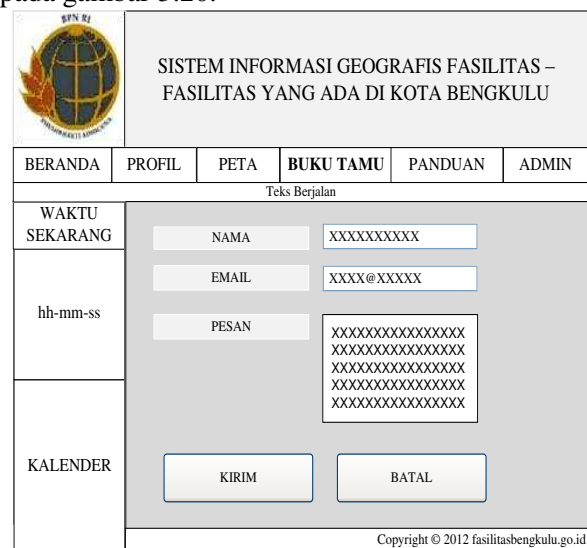 pada gambar 3.20.
BPN RI
SISTEM INFORMASI GEOGRAFIS FASILITAS –
FASILITAS YANG ADA DI KOTA BENGKULU
BERANDA PROFIL PETA BUKU TAMU PANDUAN ADMIN
Teks Berjalan
WAKTU
SEKARANG
hh-mm-ss
KALENDER
NAMA XXXXXXXXXX
EMAIL XXXX@XXXXX
PESAN
XXXXXXXXXXXXXXXX
XXXXXXXXXXXXXXXX
XXXXXXXXXXXXXXXX
XXXXXXXXXXXXXXXX
XXXXXXXXXXXXXXXX
KIRIM BATAL
Copyright © 2012 fasilitasbengkulu.go.id